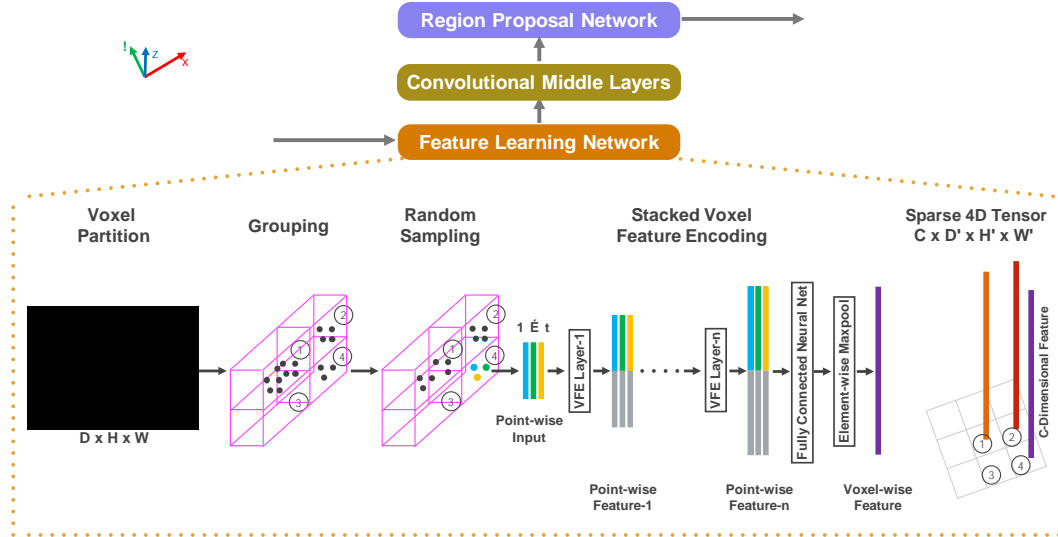 Region Proposal Network
! z x
Convolutional Middle Layers
Feature Learning Network
Voxel
Partition
Grouping
Random
Sampling
Stacked Voxel
Feature Encoding
Sparse 4D Tensor
C x D' x H' x W'
D x H x W
1
2
3
4
1
2
3
4
1 É t
Point-wise
Input
VFE Layer-1
VFE Layer-n
Fully Connected Neural Net
Element-wise Maxpool
C-Dimensional Feature
1
2
3
4
Point-wise
Feature-1
Point-wise
Feature-n
Voxel-wise
Feature